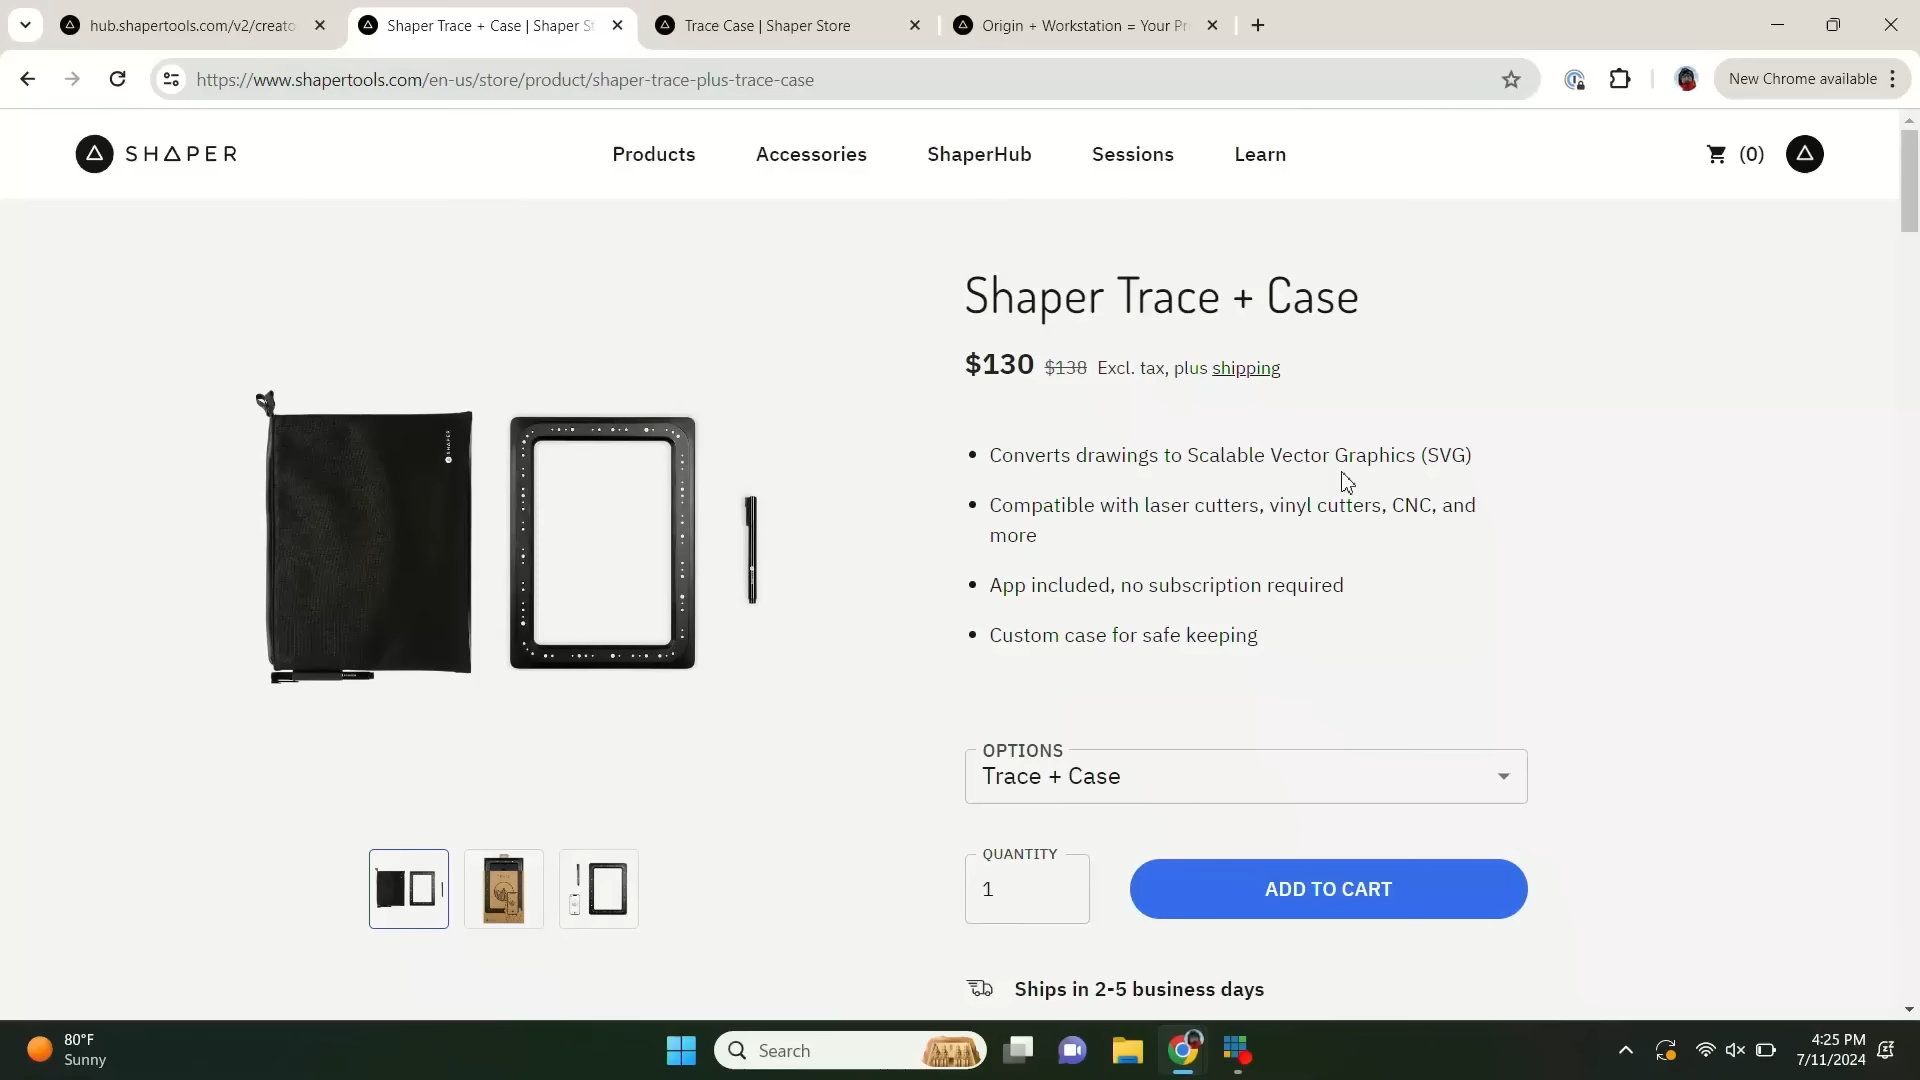 hub.shapertools.com/v2/creato
Shaper Trace + Case | Shaper St
Trace Case | Shaper Store
Origin + Workstation = Your Pr
https://www.shapertools.com/en-us/store/product/shaper-trace-plus-trace-case
New Chrome available
SHAPER
Products
Accessories
ShaperHub
Sessions
Learn
(0)
Shaper Trace + Case
$130 $138 Excl. tax, plus shipping
Converts drawings to Scalable Vector Graphics (SVG)
Compatible with laser cutters, vinyl cutters, CNC, and
more
App included, no subscription required
Custom case for safe keeping
SHAPER
OPTIONS
Trace + Case
QUANTITY
1
ADD TO CART
Ships in 2-5 business days
80°F
Sunny
Search
4:25 PM
7/11/2024